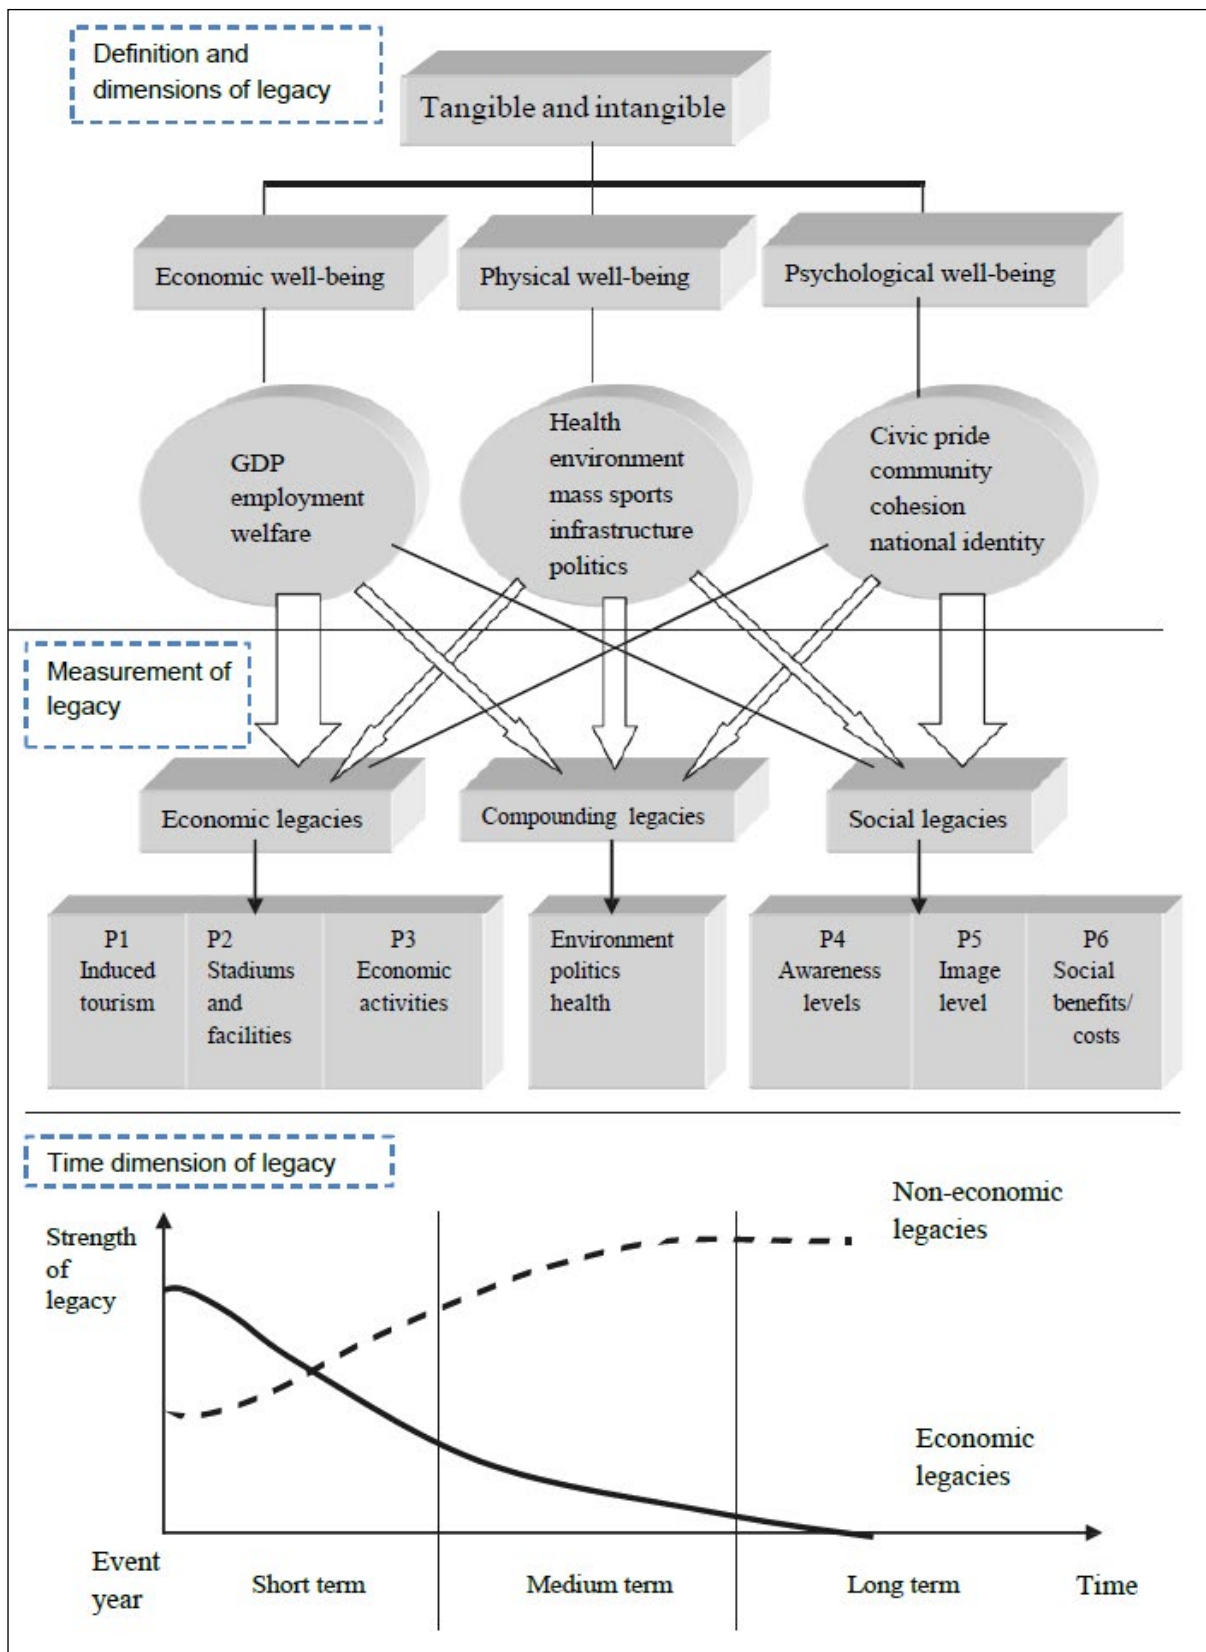 Definition and
dimensions of legacy
Tangible and intangible
Economic well-being
Physical well-being
Psychological well-being
GDP
employment
welfare
Health
environment
mass sports
infrastructure
politics
Civic pride
community
cohesion
national identity
Measurement of
legacy
Economic legacies
Compounding legacies
Social legacies
P1
Induced
tourism
P2
Stadiums
and
facilities
P3
Economic
activities
Environment
politics
health
P4
Awareness
levels
P5
Image
level
P6
Social
benefits/
costs
Time dimension of legacy
Strength
of
legacy
Non-economic
legacies
Economic
legacies
Event
year
Short term
Medium term
Long term
Time